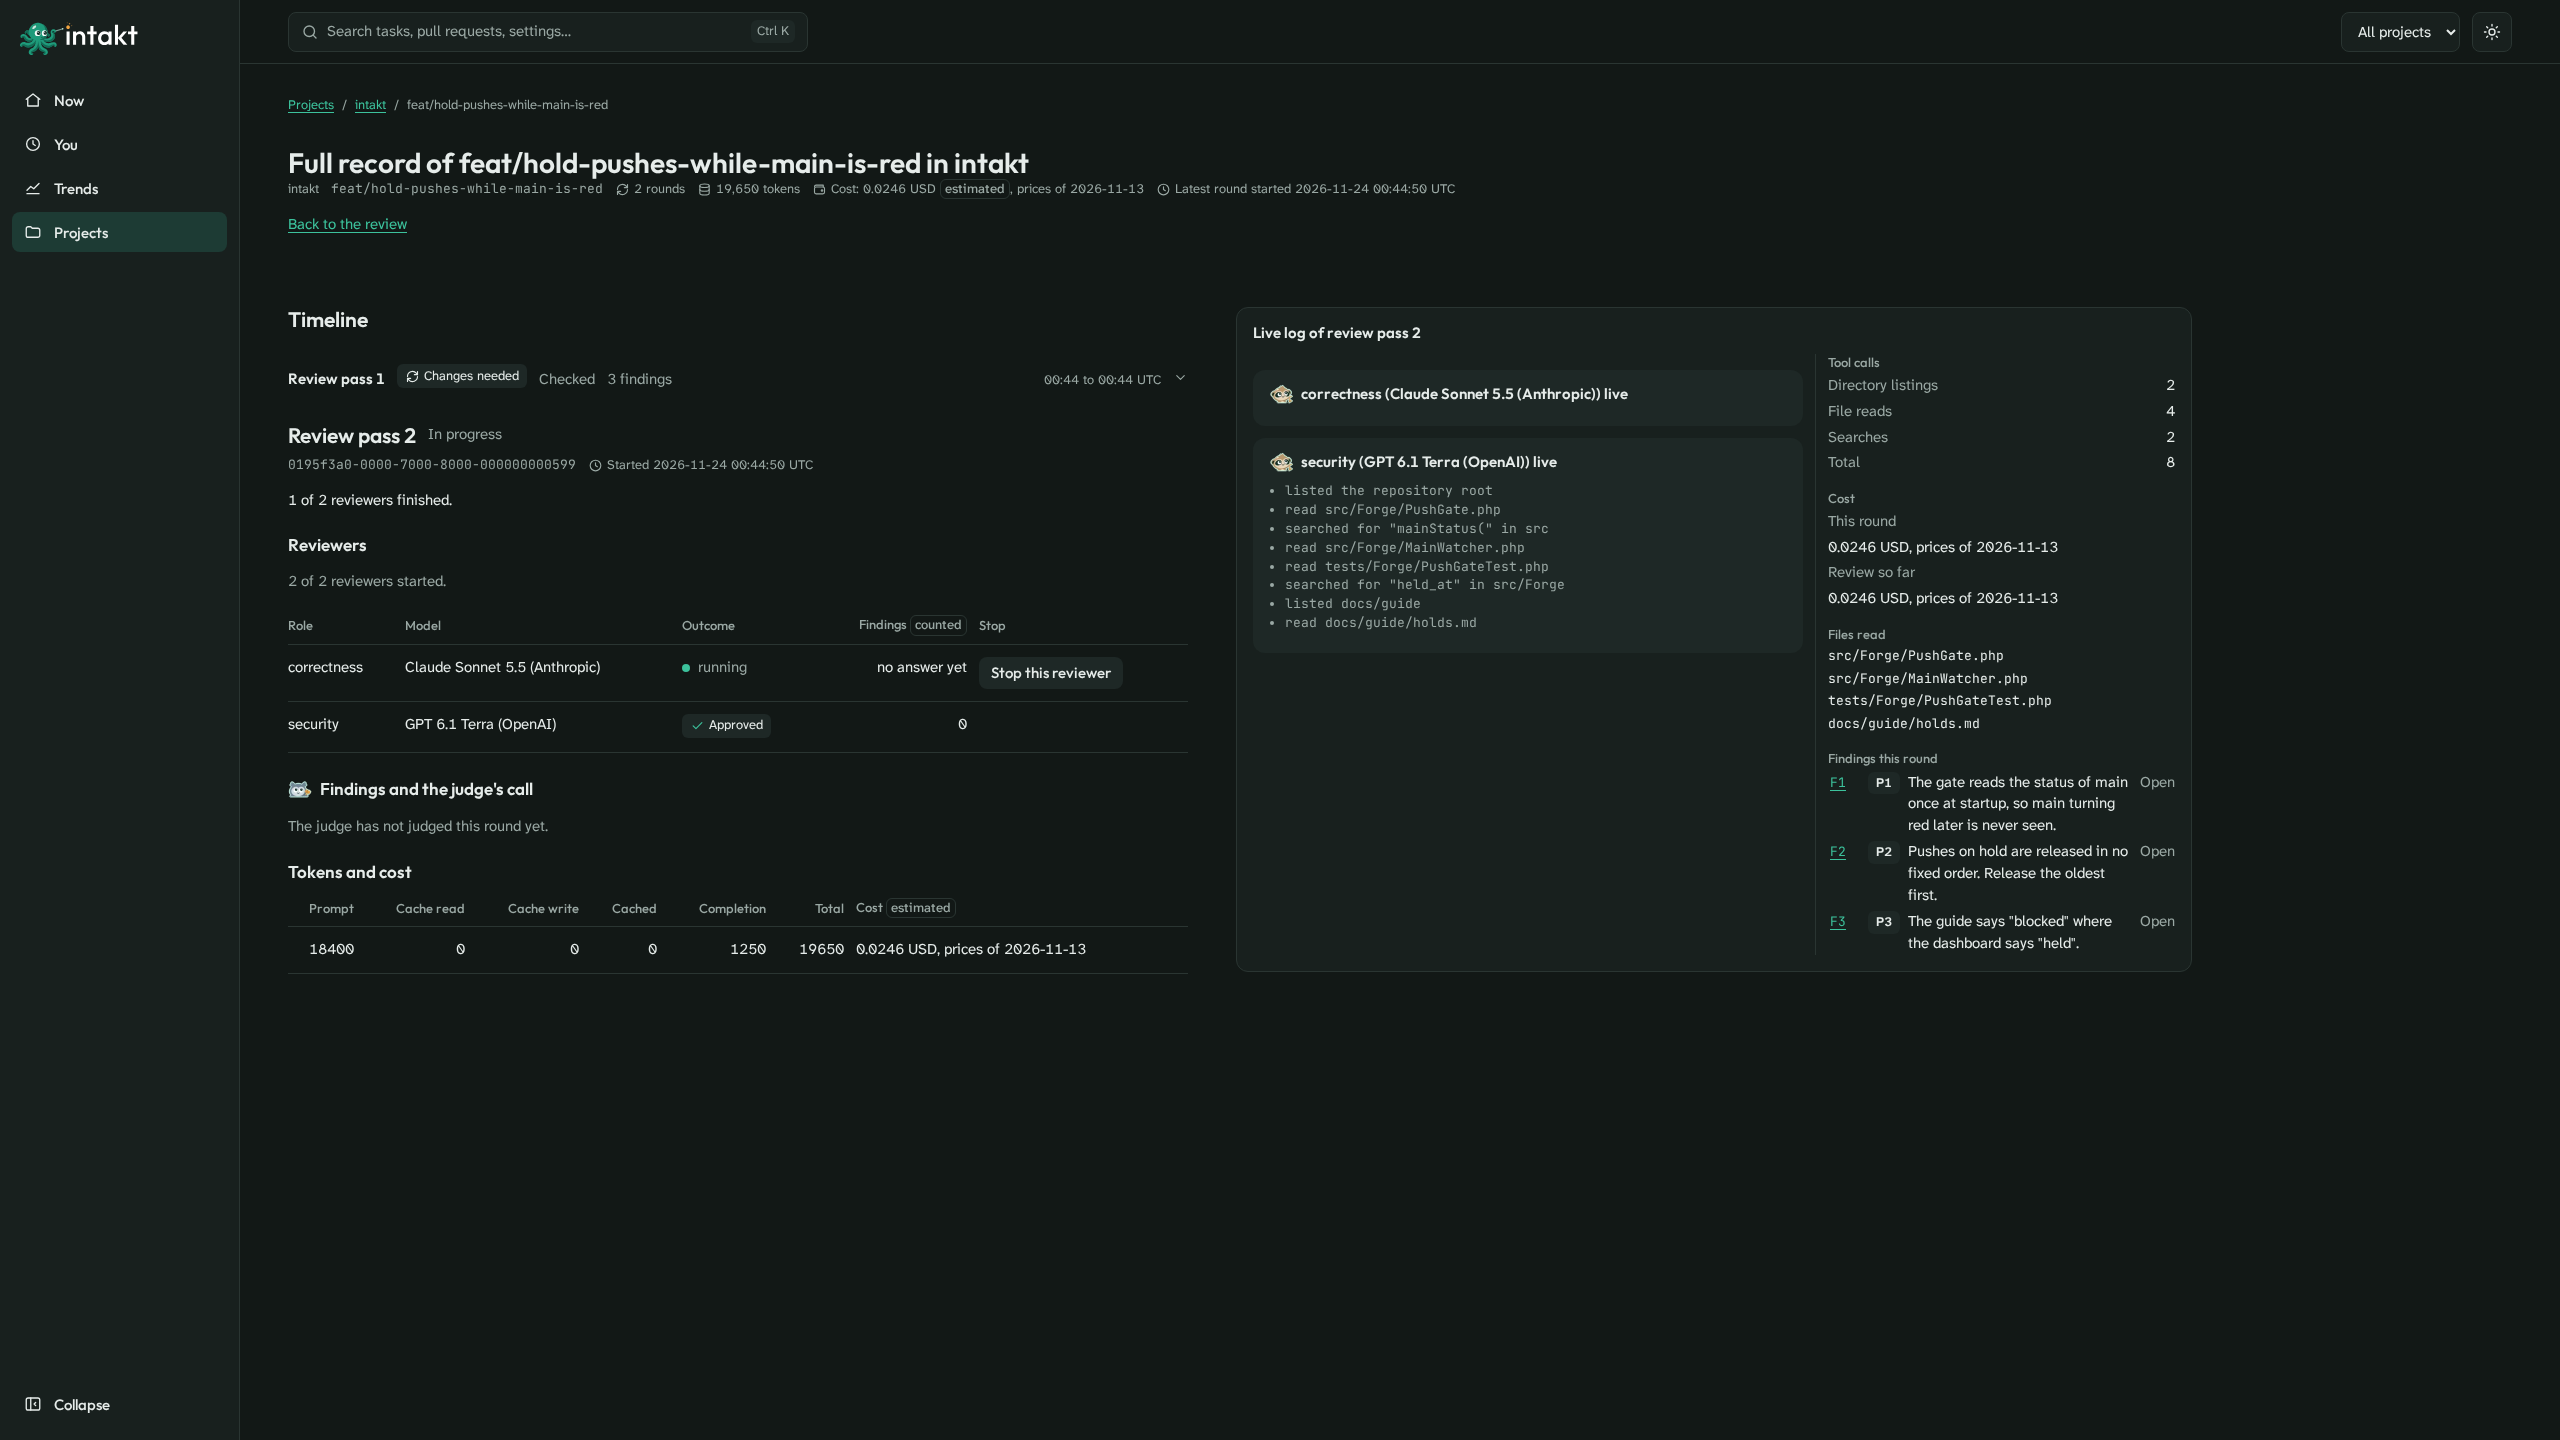 intakt
Search tasks, pull requests, settings...
Ctrl K
All projects
Now
You
Trends
Projects
Collapse
Projects / intakt / feat/hold-pushes-while-main-is-red
Full record of feat/hold-pushes-while-main-is-red in intakt
intakt feat/hold-pushes-while-main-is-red 2 rounds 19,650 tokens Cost: 0.0246 USD estimated, prices of 2026-11-13 Latest round started 2026-11-24 00:44:50 UTC
Back to the review
Timeline
Review pass 1 Changes needed Checked 3 findings 00:44 to 00:44 UTC
Review pass 2 In progress
0195f3a0-0000-7000-8000-000000000599 Started 2026-11-24 00:44:50 UTC
1 of 2 reviewers finished.
Reviewers
2 of 2 reviewers started.
Role Model Outcome Findings counted Stop
correctness Claude Sonnet 5.5 (Anthropic) running no answer yet Stop this reviewer
security GPT 6.1 Terra (OpenAI) Approved 0
Findings and the judge's call
The judge has not judged this round yet.
Tokens and cost
Prompt Cache read Cache write Cached Completion Total Cost estimated
18400 0 0 0 1250 19650 0.0246 USD, prices of 2026-11-13
Live log of review pass 2
correctness (Claude Sonnet 5.5 (Anthropic)) live
security (GPT 6.1 Terra (OpenAI)) live
• listed the repository root
• read src/Forge/PushGate.php
• searched for "mainStatus(" in src
• read src/Forge/MainWatcher.php
• read tests/Forge/PushGateTest.php
• searched for "held_at" in src/Forge
• listed docs/guide
• read docs/guide/holds.md
Tool calls
Directory listings 2
File reads 4
Searches 2
Total 8
Cost
This round
0.0246 USD, prices of 2026-11-13
Review so far
0.0246 USD, prices of 2026-11-13
Files read
src/Forge/PushGate.php
src/Forge/MainWatcher.php
tests/Forge/PushGateTest.php
docs/guide/holds.md
Findings this round
F1 P1 The gate reads the status of main Open
once at startup, so main turning
red later is never seen.
F2 P2 Pushes on hold are released in no Open
fixed order. Release the oldest
first.
F3 P3 The guide says "blocked" where Open
the dashboard says "held".